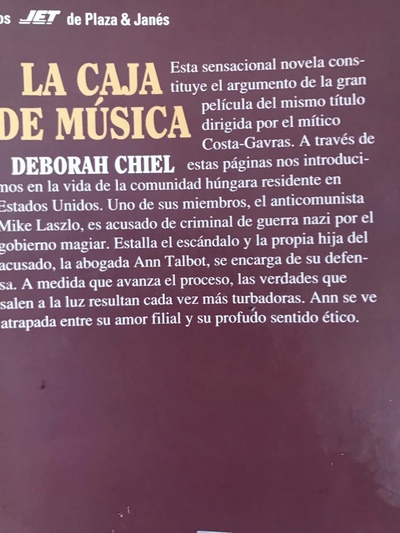 os JET de Plaza & Janés
LA CAJA
DE MÚSICA
DEBORAH CHIEL
Esta sensacional novela cons-
tituye el argumento de la gran
película del mismo título
dirigida por el mítico
Costa-Gavras. A través de
estas páginas nos introduci-
mos en la vida de la comunidad húngara residente en
Estados Unidos. Uno de sus miembros, el anticomunista
Mike Laszlo, es acusado de criminal de guerra nazi por el
gobierno magiar. Estalla el escándalo y la propia hija del
acusado, la abogada Ann Talbot, se encarga de su defen-
sa. A medida que avanza el proceso, las verdades que
salen a la luz resultan cada vez más turbadoras. Ann se ve
atrapada entre su amor filial y su profudo sentido ético.